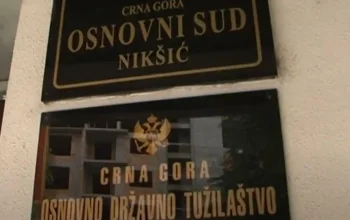 CRNA GORA
OSNOVNI SUD
NIKŠIĆ
CRNA GORA
OSNOVNO DRŽAVNO TUŽILAŠTVO